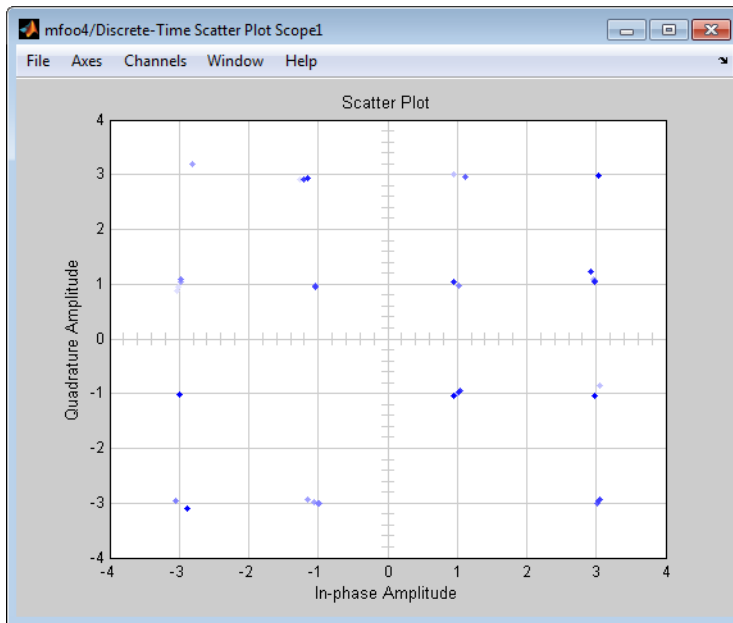 mfoo4/Discrete-Time Scatter Plot Scope1
File Axes Channels Window Help
Scatter Plot
4
3
2
1
0
-1
-2
-3
-4
Quadrature Amplitude
-4 -3 -2 -1 0 1 2 3 4
In-phase Amplitude